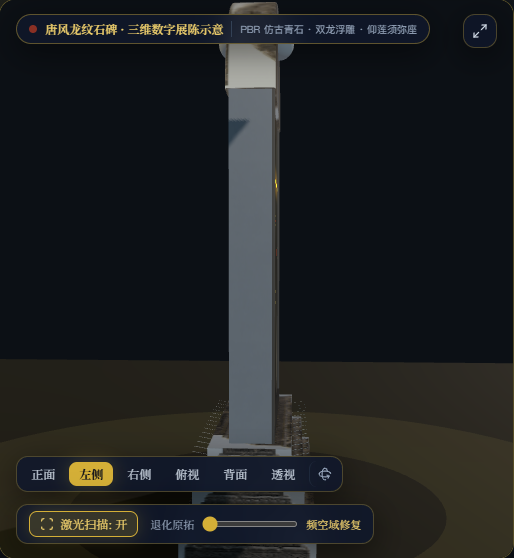 唐风龙纹石碑 · 三维数字展陈示意 PBR 仿古青石 · 双龙浮雕 · 仰莲须弥座
正面 左侧 右侧 俯视 背面 透视
激光扫描: 开 退化原拓 频空域修复